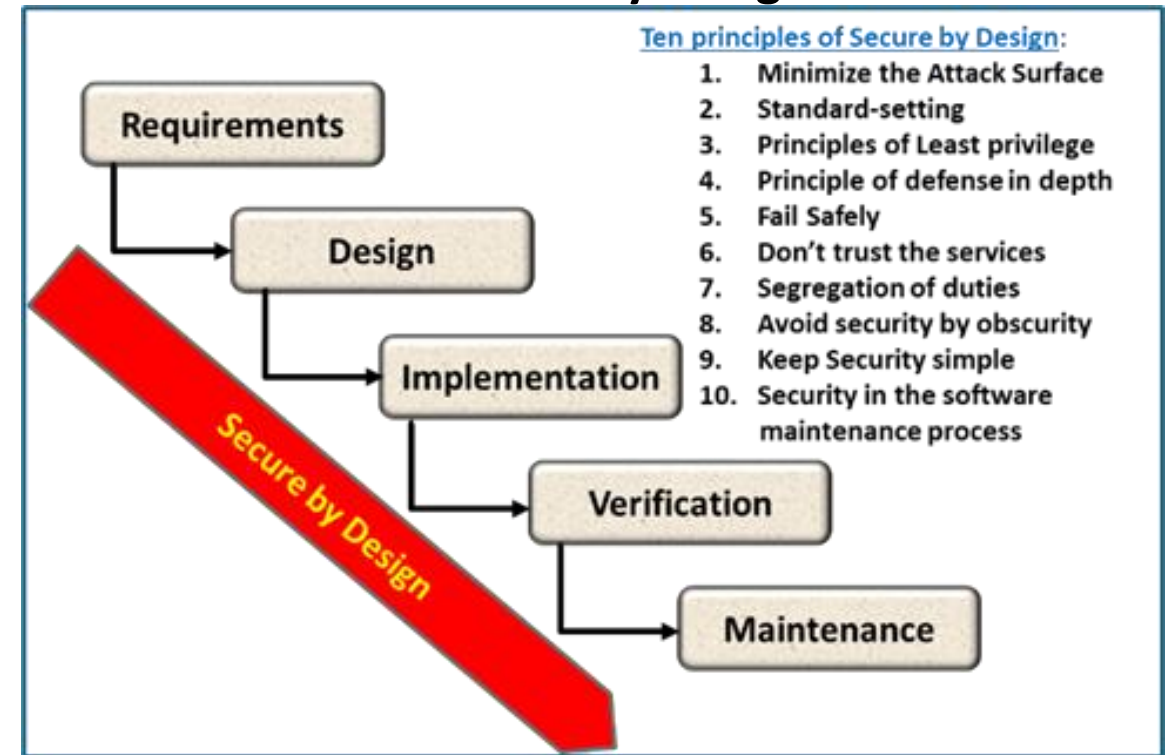 Ten principles of Secure by Design:
1. Minimize the Attack Surface
2. Standard-setting
3. Principles of Least privilege
4. Principle of defense in depth
5. Fail Safely
6. Don't trust the services
7. Segregation of duties
8. Avoid security by obscurity
9. Keep Security simple
10. Security in the software
maintenance process
Requirements
Design
Implementation
Verification
Maintenance
Secure by Design